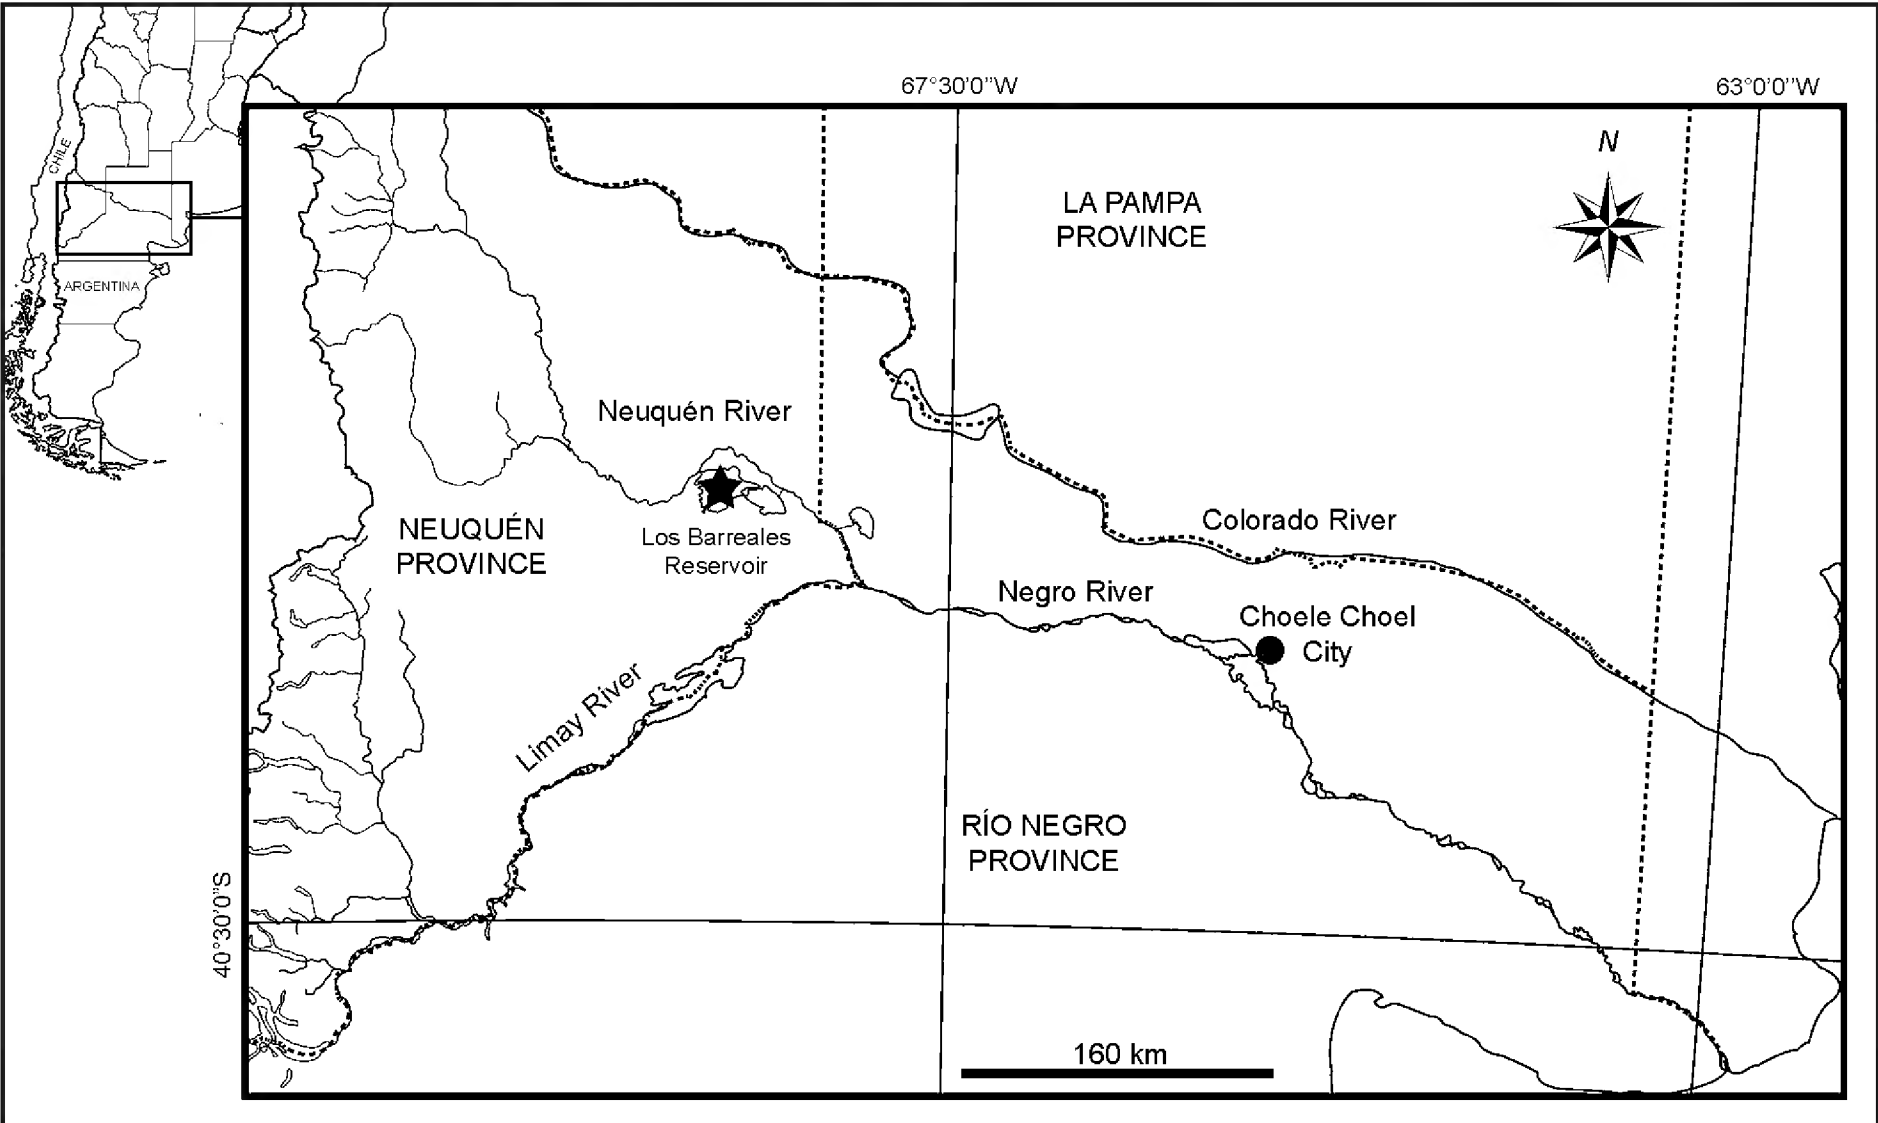 67°30'0''W
63°0'0''W
CHILE
ARGENTINA
N
LA PAMPA
PROVINCE
Neuquén River
Los Barreales
Reservoir
NEUQUÉN
PROVINCE
Colorado River
Negro River
Choele Choel
City
Limay River
RÍO NEGRO
PROVINCE
40°30'0''S
160 km